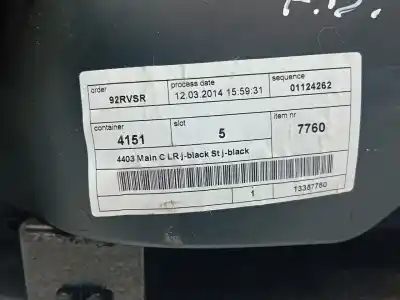 order
process date
sequence
92RVSR
12.03.2014 15:59:31
01124262
container
slot
item nr
4151
5
7760
4403 Main C LR j-black St j-black
1
13387760